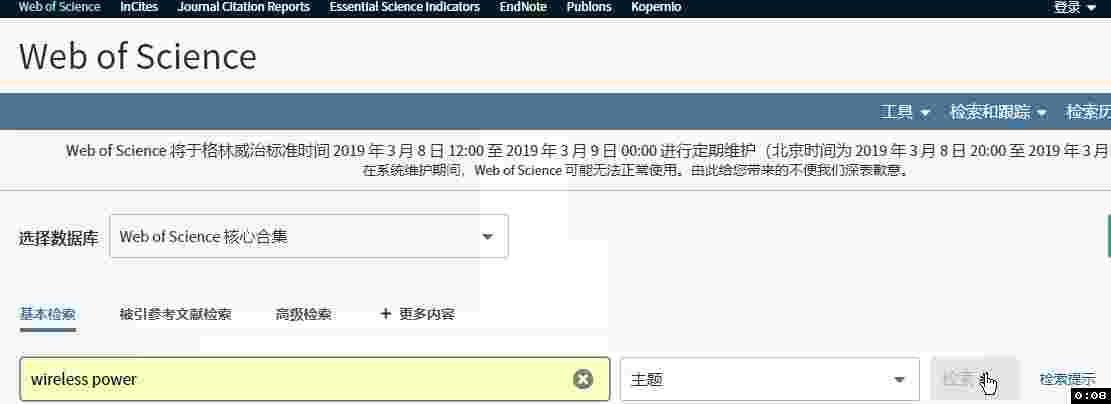 Web of Science InCites Journal Citation Reports Essential Science Indicators EndNote Publons Kopernio 登录
Web of Science
工具 检索和跟踪 检索历
Web of Science 将于格林威治标准时间 2019 年 3 月 8 日 12:00 至 2019 年 3 月 9 日 00:00 进行定期维护（北京时间为 2019 年 3 月 8 日 20:00 至 2019 年 3 月
在系统维护期间，Web of Science 可能无法正常使用。由此给您带来的不便我们深表歉意。
选择数据库 Web of Science 核心合集
基本检索 被引参考文献检索 高级检索 + 更多内容
wireless power 主题 检索 检索提示
0:08